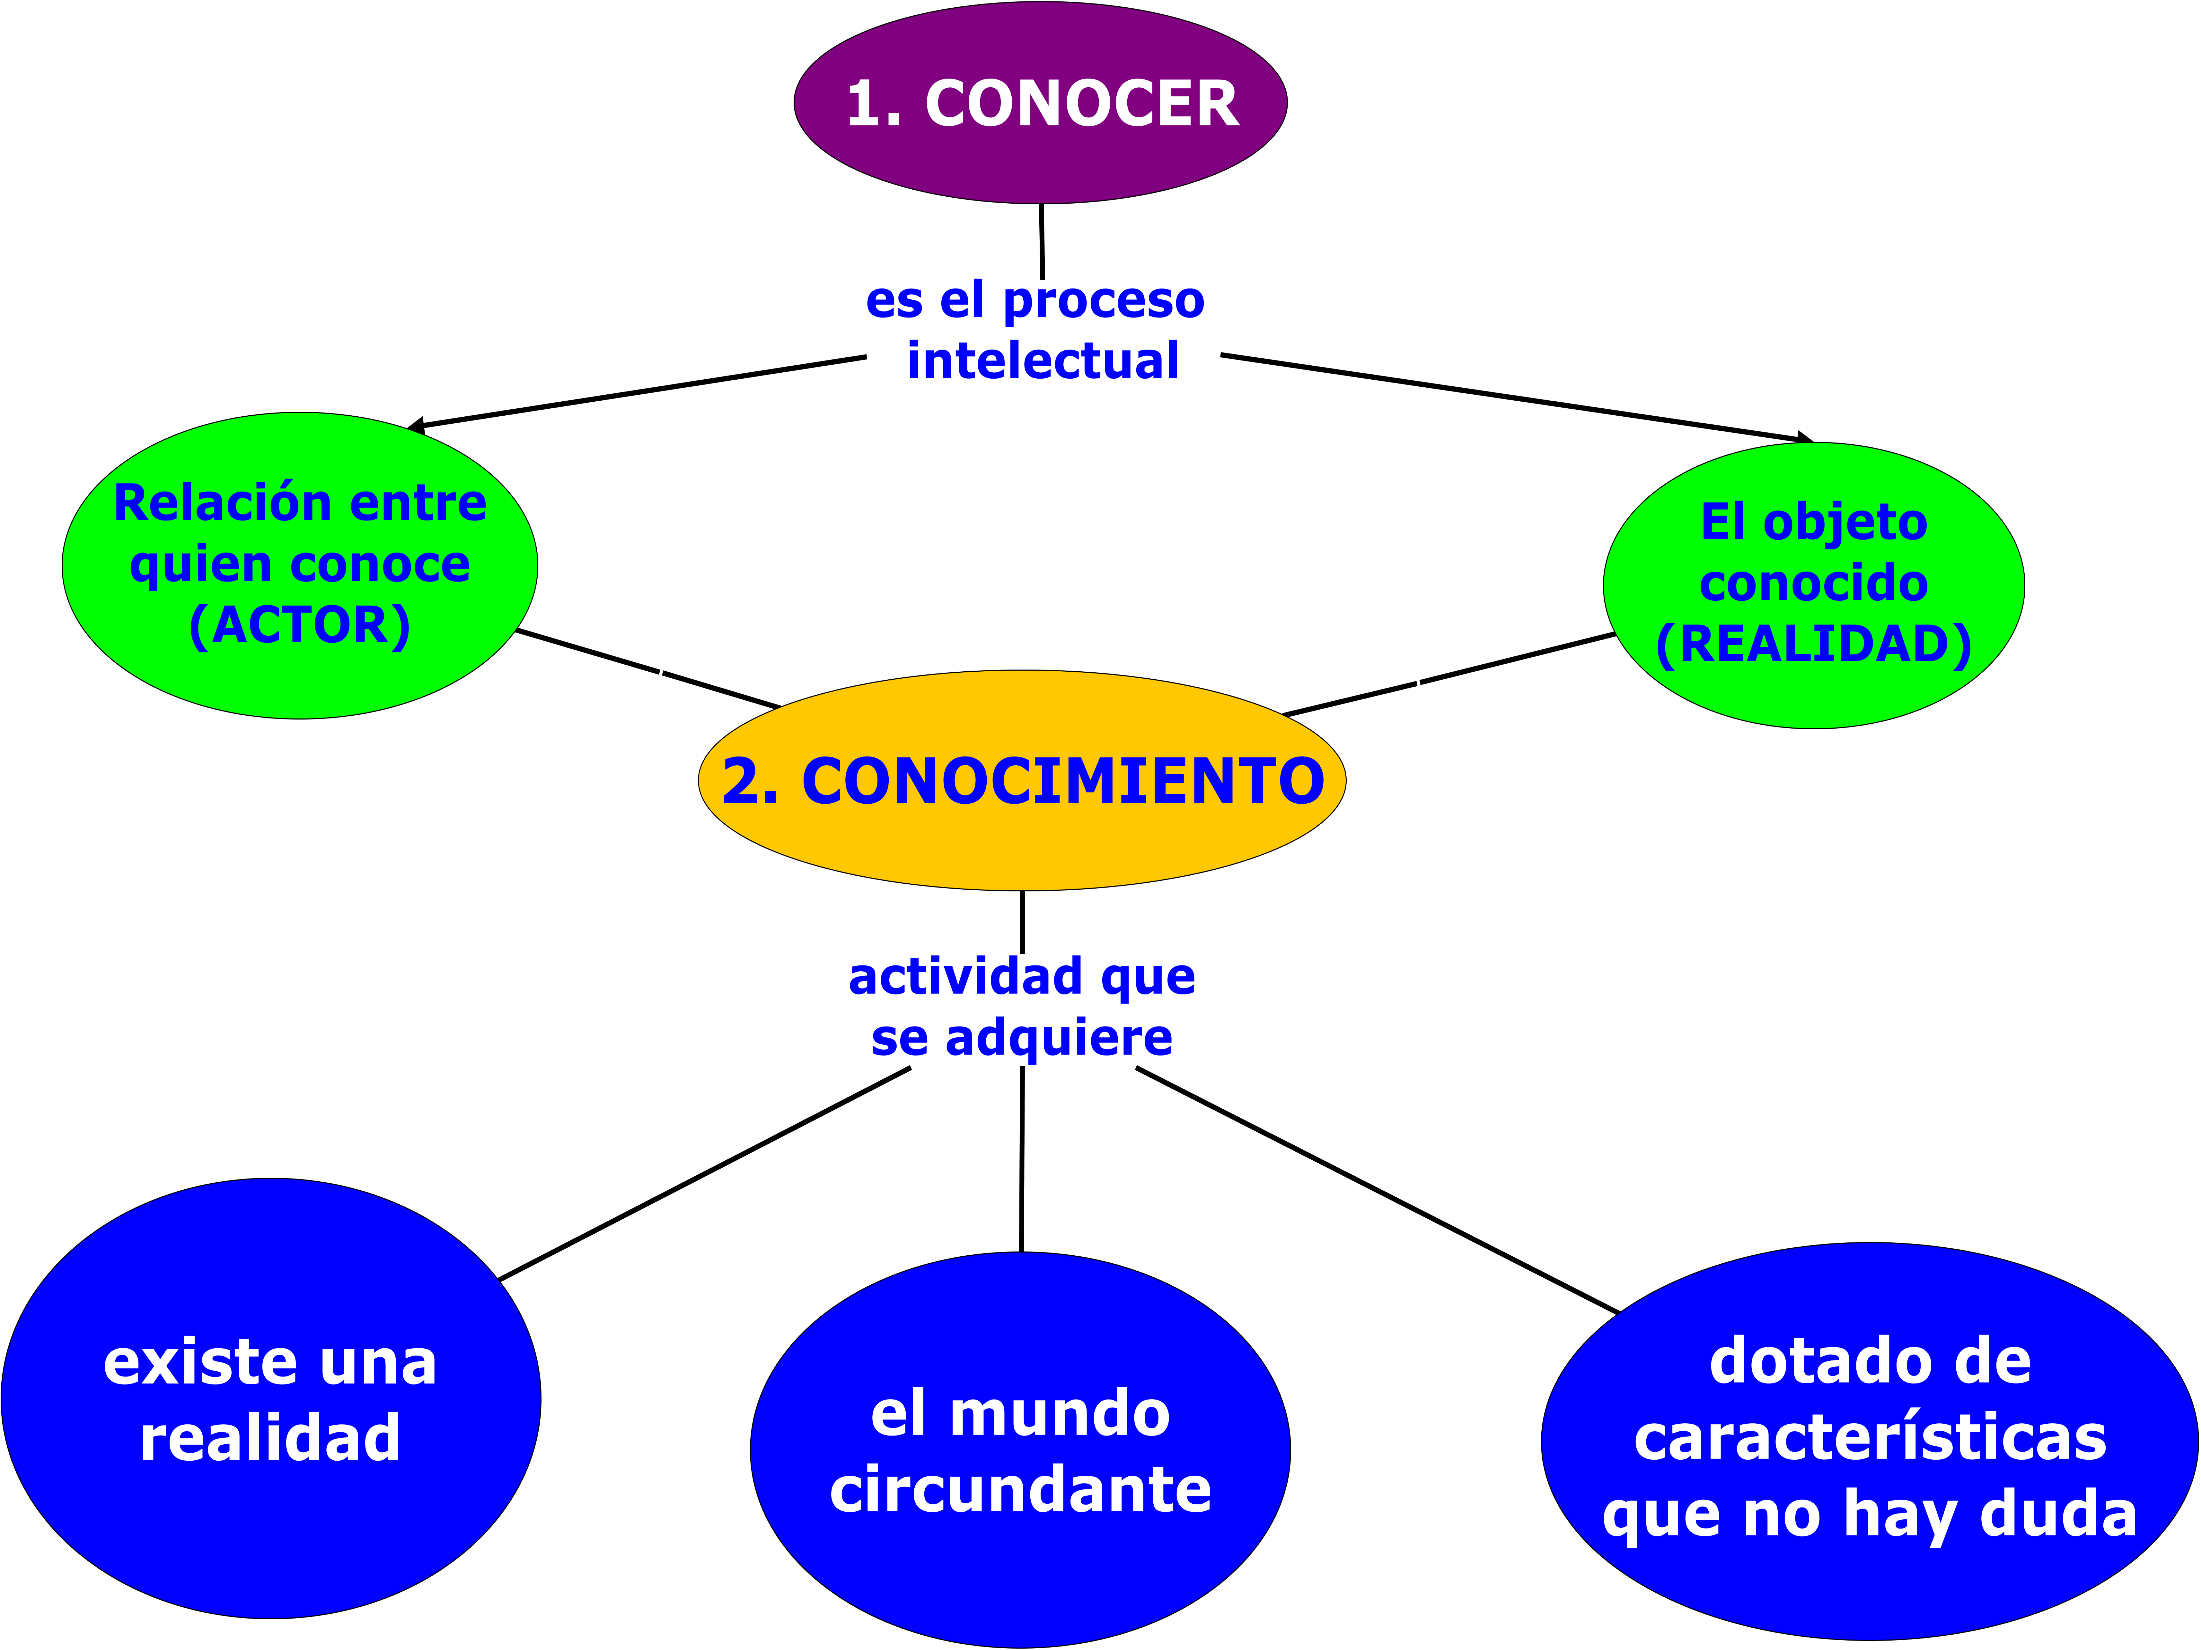 1. CONOCER
es el proceso
intelectual
Relación entre
quien conoce
(ACTOR)
El objeto
conocido
(REALIDAD)
2. CONOCIMIENTO
actividad que
se adquiere
existe una
realidad
el mundo
circundante
dotado de
características
que no hay duda